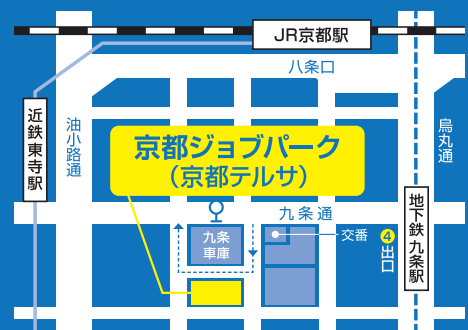 JR京都駅
八条口
近鉄東寺駅
油小路通
烏丸通
京都ジョブパーク
（京都テルサ）
九条通
地下鉄九条駅
九条
車庫
交番
4
出口